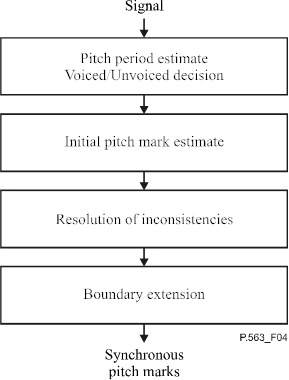 Signal
Pitch period estimate
Voiced/Unvoiced decision
Initial pitch mark estimate
Resolution of inconsistencies
Boundary extension
P.563_F04
Synchronous
pitch marks